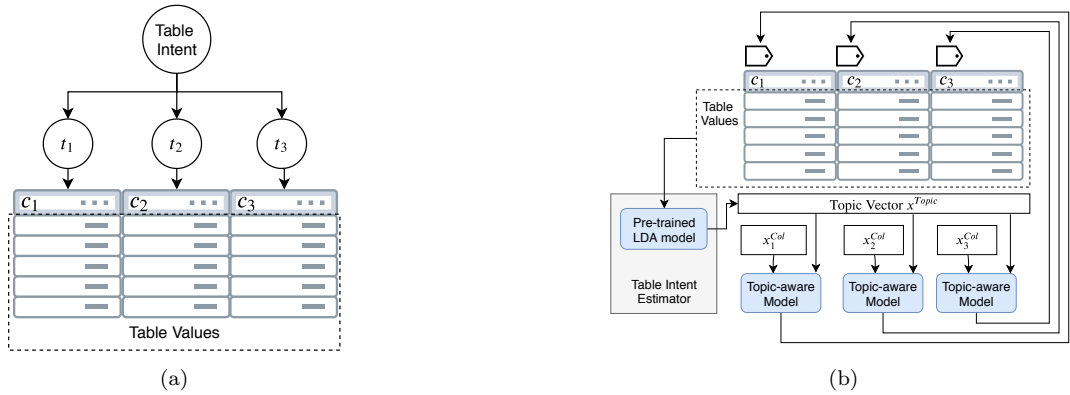 Table
Intent
t₁ t₂ t₃
c₁ c₂ c₃
Table Values
(a)
c₁ c₂ c₃
Table
Values
Pre-trained
LDA model
Table Intent
Estimator
Topic Vector x^{Topic}
x₁^{Col} x₂^{Col} x₃^{Col}
Topic-aware
Model
Topic-aware
Model
Topic-aware
Model
(b)